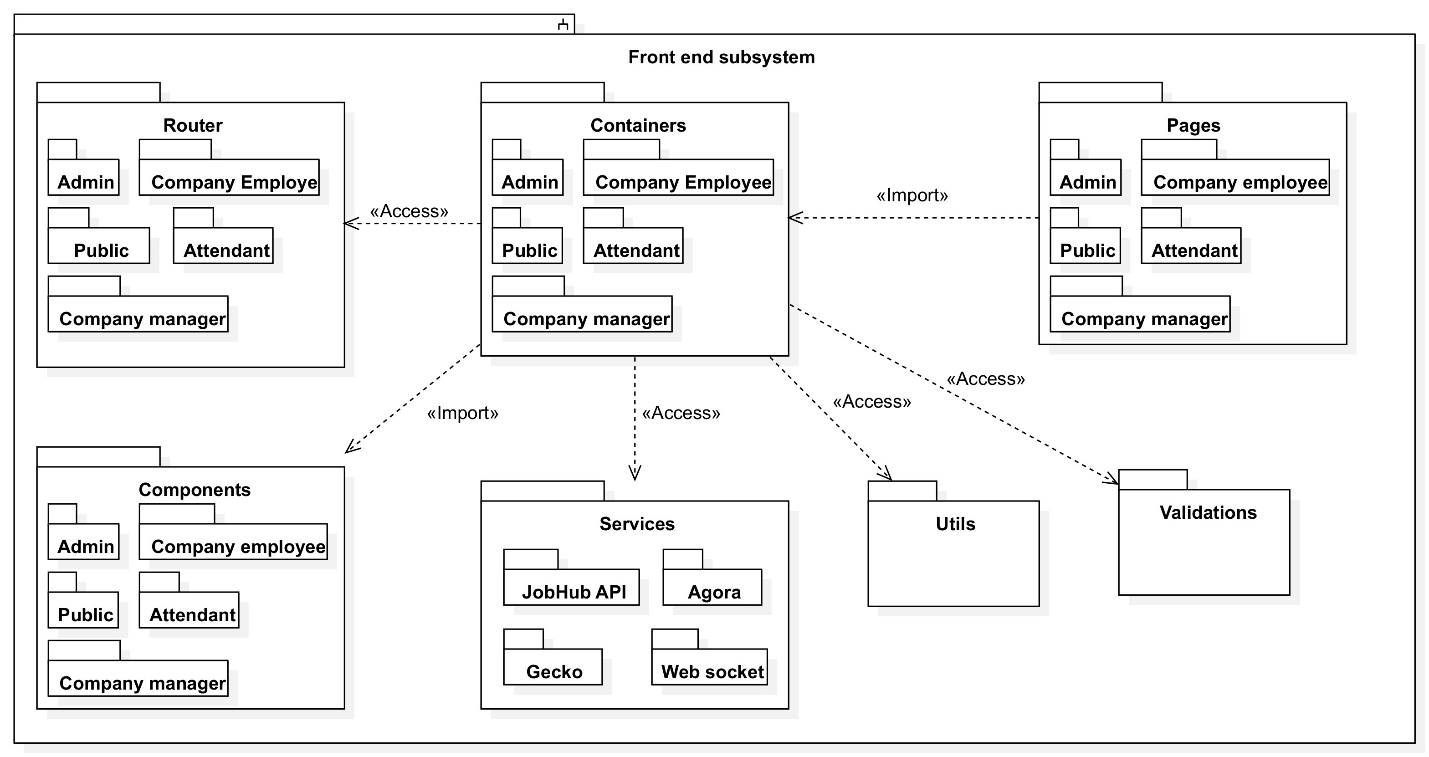 Front end subsystem
Router
Admin
Company Employe
Public
Attendant
Company manager
«Access»
Containers
Admin
Company Employee
Public
Attendant
Company manager
«Import»
Pages
Admin
Company employee
Public
Attendant
Company manager
«Import»
«Access»
«Access»
«Access»
Components
Admin
Company employee
Public
Attendant
Company manager
Services
JobHub API
Agora
Gecko
Web socket
Utils
Validations